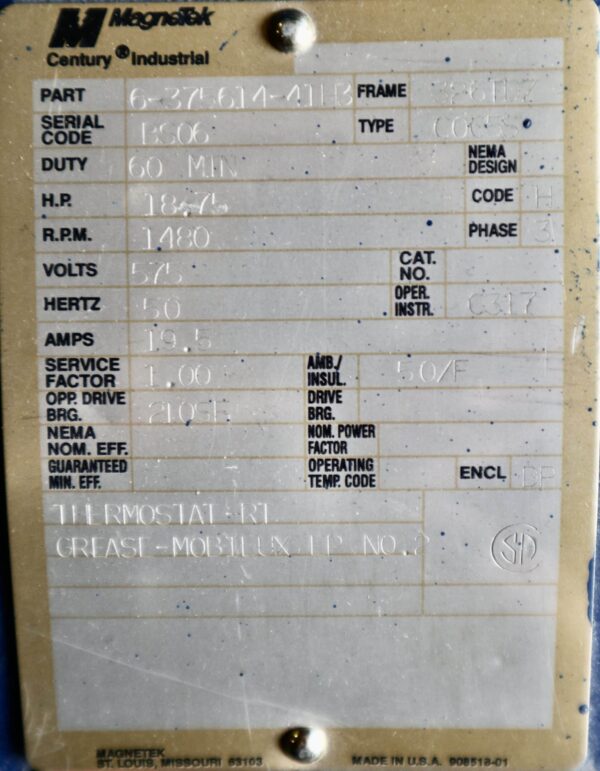 MagneTek
Century ® Industrial
PART 6-375614-41 FRAME
SERIAL CODE BS06 TYPE
DUTY 60 MIN NEMA DESIGN
H.P. 18.75 CODE H
R.P.M. 1480 PHASE 3
VOLTS 575 CAT. NO.
HERTZ 50 OPER. INSTR. C317
AMPS 19.5
SERVICE FACTOR 1.00 AMB./ INSUL. 50/F
OPP. DRIVE BRG. DRIVE BRG.
NEMA NOM. EFF. NOM. POWER FACTOR
GUARANTEED MIN. EFF. OPERATING TEMP. CODE ENCL DP
THERMOSTAT-RT
GREASE-MOBILUX EP NO.2
MAGNETEK
ST. LOUIS, MISSOURI 63103 MADE IN U.S.A. 908518-01